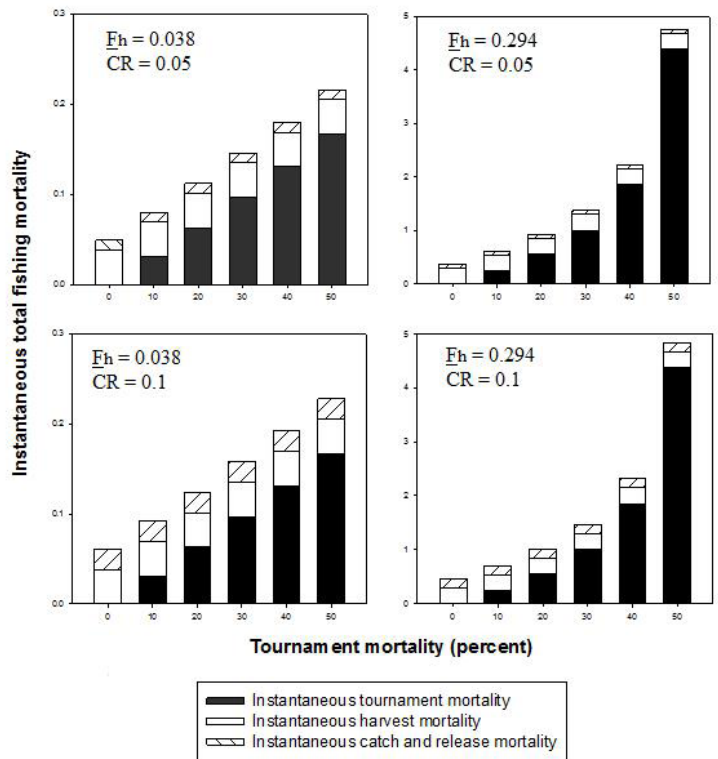 Instantaneous total fishing mortality
Fh = 0.038
CR = 0.05
0.3
0.2
0.1
0.0
0 10 20 30 40 50
Fh = 0.294
CR = 0.05
5
4
3
2
1
0
0 10 20 30 40 50
Fh = 0.038
CR = 0.1
0.3
0.2
0.1
0.0
0 10 20 30 40 50
Fh = 0.294
CR = 0.1
5
4
3
2
1
0
0 10 20 30 40 50
Tournament mortality (percent)
Instantaneous tournament mortality
Instantaneous harvest mortality
Instantaneous catch and release mortality